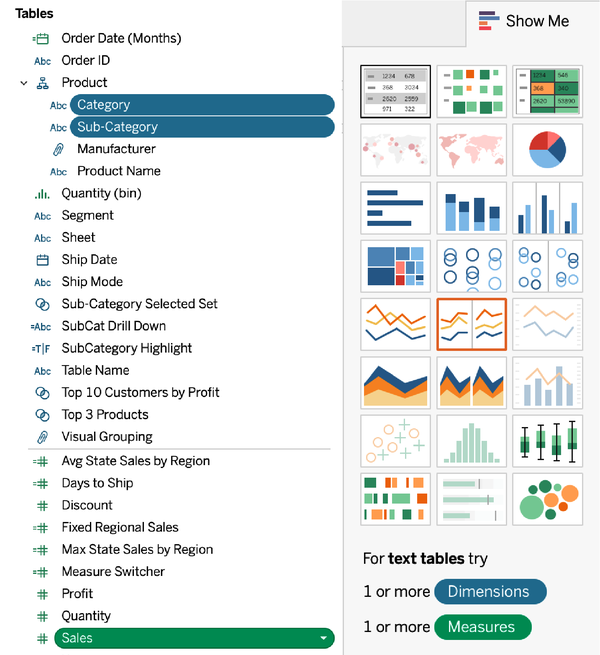 Tables
Order Date (Months)
Abc Order ID
Product
Abc Category
Abc Sub-Category
Manufacturer
Abc Product Name
Quantity (bin)
Abc Segment
Abc Sheet
Ship Date
Abc Ship Mode
Sub-Category Selected Set
=Abc SubCat Drill Down
=T|F SubCategory Highlight
Abc Table Name
Top 10 Customers by Profit
Top 3 Products
Visual Grouping
=# Avg State Sales by Region
=# Days to Ship
# Discount
=# Fixed Regional Sales
=# Max State Sales by Region
=# Measure Switcher
# Profit
# Quantity
# Sales
Show Me
1234 678
368 2034
2620 2559
971 322
1254 546
368 340
2620 53890
For text tables try
1 or more Dimensions
1 or more Measures